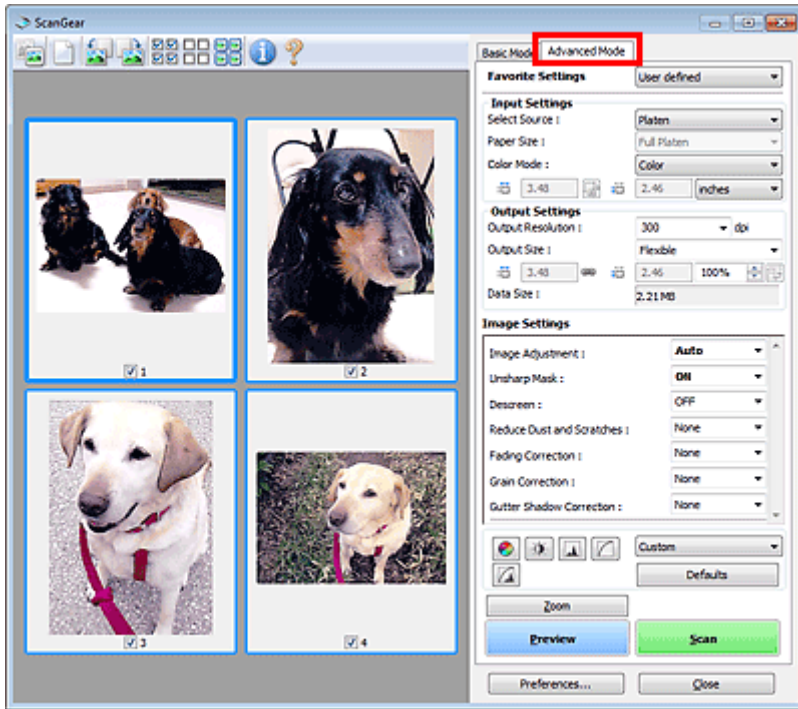 ScanGear
Basic Mode Advanced Mode
Favorite Settings User defined
Input Settings
Select Source : Platen
Paper Size : Full Platen
Color Mode : Color
3.48 2.46 inches
Output Settings
Output Resolution : 300 dpi
Output Size : Flexible
3.48 2.46 100%
Data Size : 2.21 MB
Image Settings
Image Adjustment : Auto
Unsharp Mask : ON
Descreen : OFF
Reduce Dust and Scratches : None
Fading Correction : None
Grain Correction : None
Gutter Shadow Correction : None
Custom
Defaults
Zoom
Preview Scan
Preferences... Close
1
2
3
4